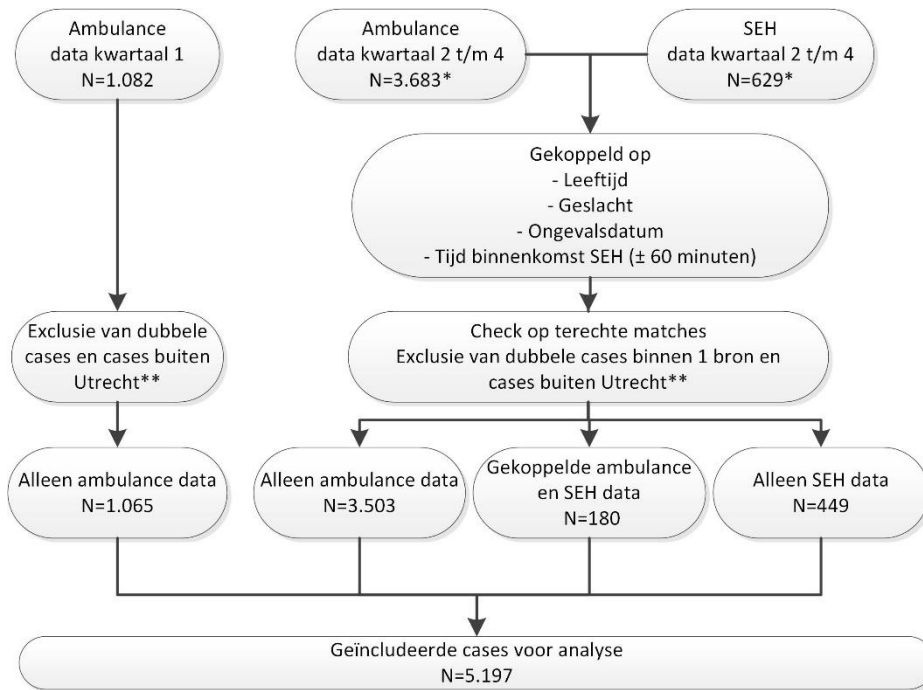 Ambulance
data kwartaal 1
N=1.082
Ambulance
data kwartaal 2 t/m 4
N=3.683*
SEH
data kwartaal 2 t/m 4
N=629*
Gekoppeld op
- Leeftijd
- Geslacht
- Ongevalsdatum
- Tijd binnenkomst SEH (± 60 minuten)
Exclusie van dubbele
cases en cases buiten
Utrecht**
Check op terechte matches
Exclusie van dubbele cases binnen 1 bron en
cases buiten Utrecht**
Alleen ambulance data
N=1.065
Alleen ambulance data
N=3.503
Gekoppelde ambulance
en SEH data
N=180
Alleen SEH data
N=449
Geïncludeerde cases voor analyse
N=5.197